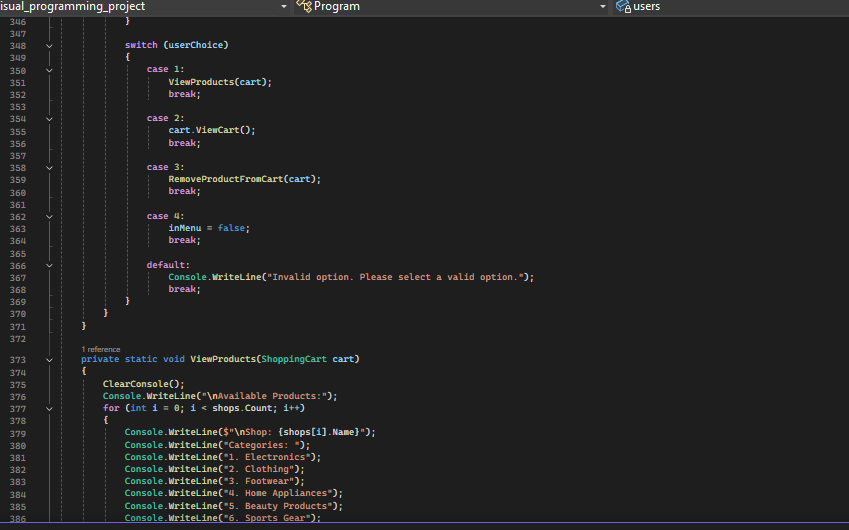 isual_programming_project Program users
346 }
347
348 switch (userChoice)
349 {
350 case 1:
351 ViewProducts(cart);
352 break;
353
354 case 2:
355 cart.ViewCart();
356 break;
357
358 case 3:
359 RemoveProductFromCart(cart);
360 break;
361
362 case 4:
363 inMenu = false;
364 break;
365
366 default:
367 Console.WriteLine("Invalid option. Please select a valid option.");
368 break;
369 }
370 }
371 }
372
1 reference
373 private static void ViewProducts(ShoppingCart cart)
374 {
375 ClearConsole();
376 Console.WriteLine("\nAvailable Products:");
377 for (int i = 0; i < shops.Count; i++)
378 {
379 Console.WriteLine($"\nShop: {shops[i].Name}");
380 Console.WriteLine("Categories: ");
381 Console.WriteLine("1. Electronics");
382 Console.WriteLine("2. Clothing");
383 Console.WriteLine("3. Footwear");
384 Console.WriteLine("4. Home Appliances");
385 Console.WriteLine("5. Beauty Products");
386 Console.WriteLine("6. Sports Gear");